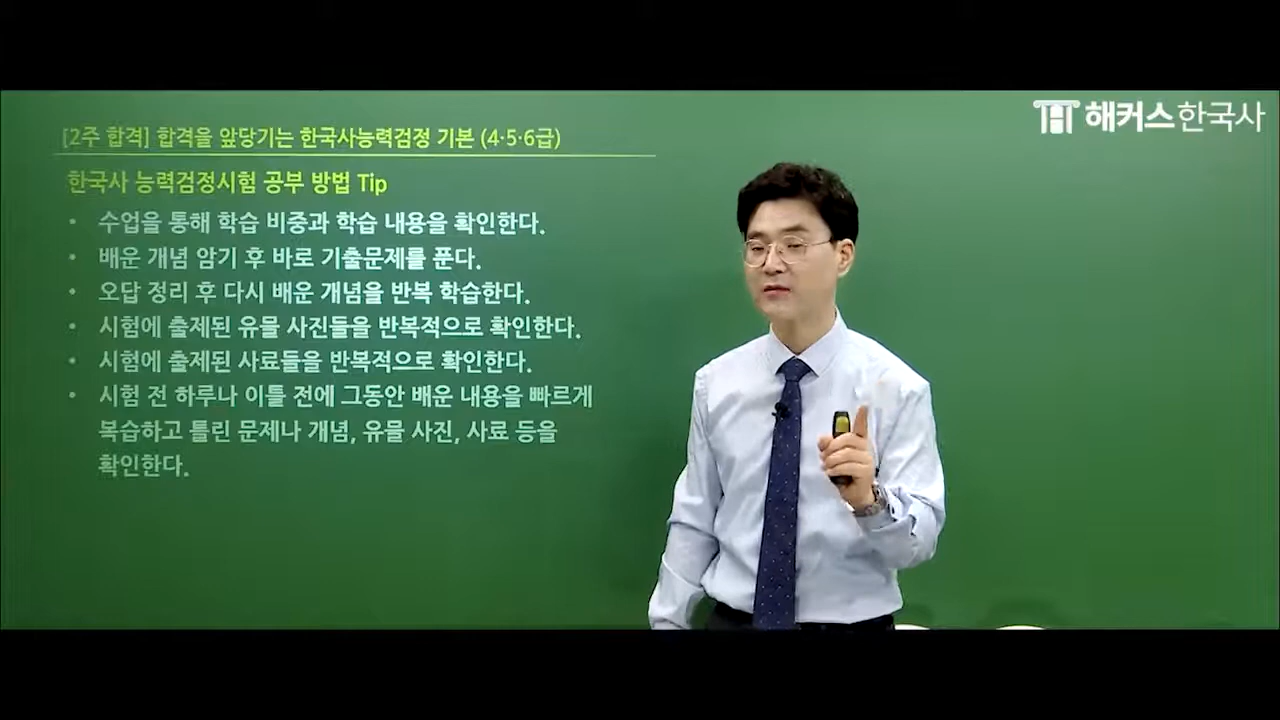 해커스한국사
[2주 합격] 합격을 앞당기는 한국사능력검정 기본 (4·5·6급)
한국사 능력검정시험 공부 방법 Tip
• 수업을 통해 학습 비중과 학습 내용을 확인한다.
• 배운 개념 암기 후 바로 기출문제를 푼다.
• 오답 정리 후 다시 배운 개념을 반복 학습한다.
• 시험에 출제된 유물 사진들을 반복적으로 확인한다.
• 시험에 출제된 사료들을 반복적으로 확인한다.
• 시험 전 하루나 이틀 전에 그동안 배운 내용을 빠르게
복습하고 틀린 문제나 개념, 유물 사진, 사료 등을
확인한다.